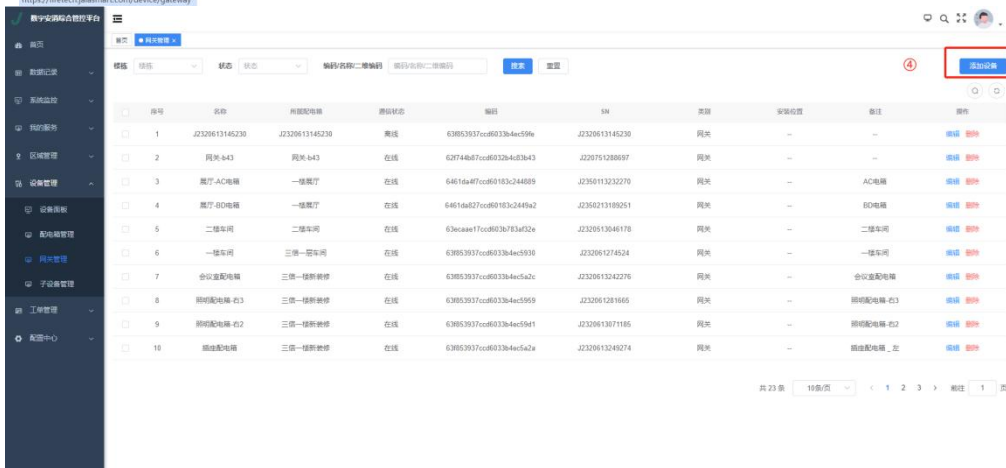 数字安消综合管控平台
首页
数据记录
系统监控
我的服务
区域管理
设备管理
设备面板
配电箱管理
网关管理
子设备管理
工单管理
配置中心
首页 网关管理 ×
楼栋 楼栋 状态 状态 编码/名称/二维编码 编码/名称/二维编码 搜索 重置 ④ 添加设备
序号 名称 所属配电箱 通信状态 编码 SN 类别 安装位置 备注 操作
1 J2320613145230 J2320613145230 离线 63f853937ccd6033b4ec59fe J2320613145230 网关 -- -- 编辑 删除
2 网关-b43 网关-b43 在线 62f744b87ccd6032b4c83b43 J220751288697 网关 -- -- 编辑 删除
3 展厅-AC电箱 一楼展厅 在线 6461da4f7ccd60183c244889 J2350113232270 网关 -- AC电箱 编辑 删除
4 展厅-BD电箱 一楼展厅 在线 6461da827ccd60183c2449a2 J2350213189251 网关 -- BD电箱 编辑 删除
5 二楼车间 二楼车间 在线 63ecaae17ccd603b783af32e J2320513046178 网关 -- 二楼车间 编辑 删除
6 一楼车间 三信一层车间 在线 63f853937ccd6033b4ec5930 J232061274524 网关 -- 一楼车间 编辑 删除
7 会议室配电箱 三信一楼新装修 在线 63f853937ccd6033b4ec5a2c J2320613242276 网关 -- 会议室配电箱 编辑 删除
8 照明配电箱-右3 三信一楼新装修 在线 63f853937ccd6033b4ec5959 J232061281665 网关 -- 照明配电箱-右3 编辑 删除
9 照明配电箱-右2 三信一楼新装修 在线 63f853937ccd6033b4ec59d1 J2320613071185 网关 -- 照明配电箱-右2 编辑 删除
10 插座配电箱 三信一楼新装修 在线 63f853937ccd6033b4ec5a2a J2320613249274 网关 -- 插座配电箱_左 编辑 删除
共 23 条 10条/页 1 2 3 前往 1 页